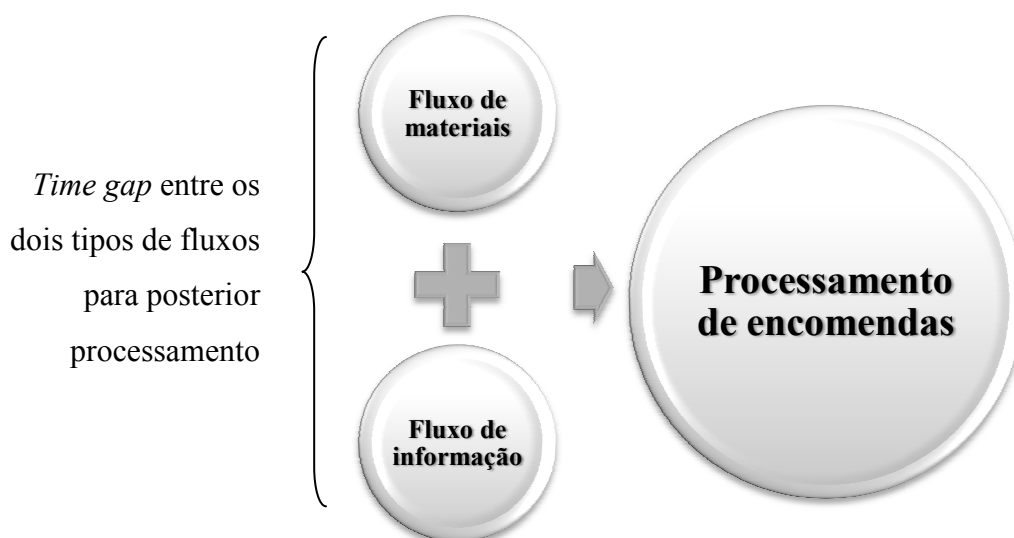 Time gap entre os
dois tipos de fluxos
para posterior
processamento
Fluxo de
materiais
Fluxo de
informação
Processamento
de encomendas